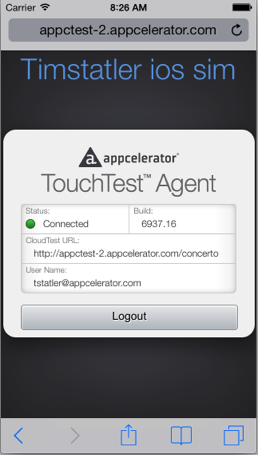 Carrier 8:26 AM
appctest-2.appcelerator.com
Timstatler ios sim
appcelerator®
TouchTest™ Agent
Status: Build:
Connected 6937.16
CloudTest URL:
http://appctest-2.appcelerator.com/concerto
User Name:
tstatler@appcelerator.com
Logout